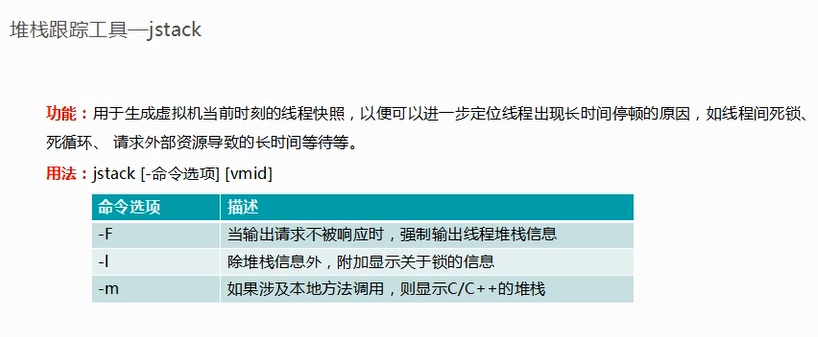 堆栈跟踪工具—jstack
功能：用于生成虚拟机当前时刻的线程快照，以便可以进一步定位线程出现长时间停顿的原因，如线程间死锁、
死循环、 请求外部资源导致的长时间等待等。
用法：jstack [-命令选项] [vmid]
命令选项 描述
-F 当输出请求不被响应时，强制输出线程堆栈信息
-l 除堆栈信息外，附加显示关于锁的信息
-m 如果涉及本地方法调用，则显示C/C++的堆栈